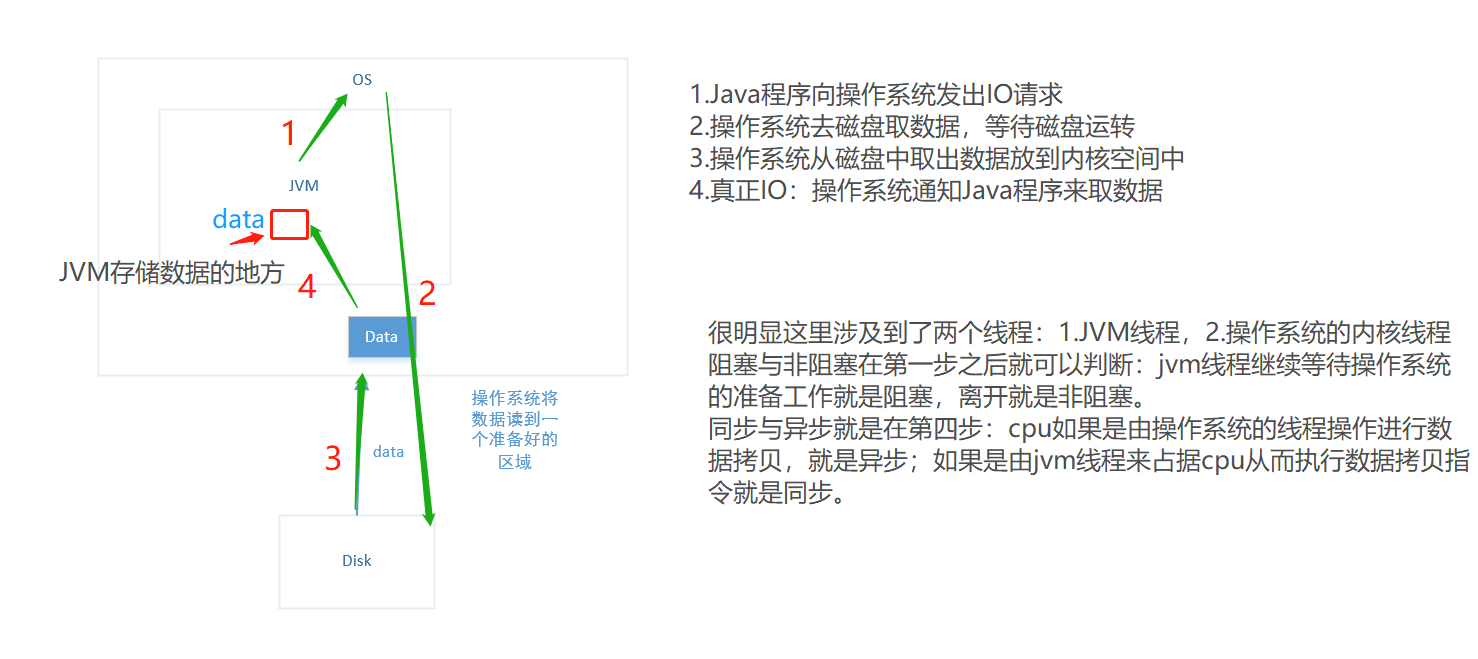 OS
1
JVM
data
JVM存储数据的地方
4
2
Data
操作系统将
数据读到一
个准备好的
区域
3
data
Disk
1.Java程序向操作系统发出IO请求
2.操作系统去磁盘取数据，等待磁盘运转
3.操作系统从磁盘中取出数据放到内核空间中
4.真正IO：操作系统通知Java程序来取数据
很明显这里涉及到了两个线程：1.JVM线程，2.操作系统的内核线程
阻塞与非阻塞在第一步之后就可以判断：jvm线程继续等待操作系统
的准备工作就是阻塞，离开就是非阻塞。
同步与异步就是在第四步：cpu如果是由操作系统的线程操作进行数
据拷贝，就是异步；如果是由jvm线程来占据cpu从而执行数据拷贝指
令就是同步。